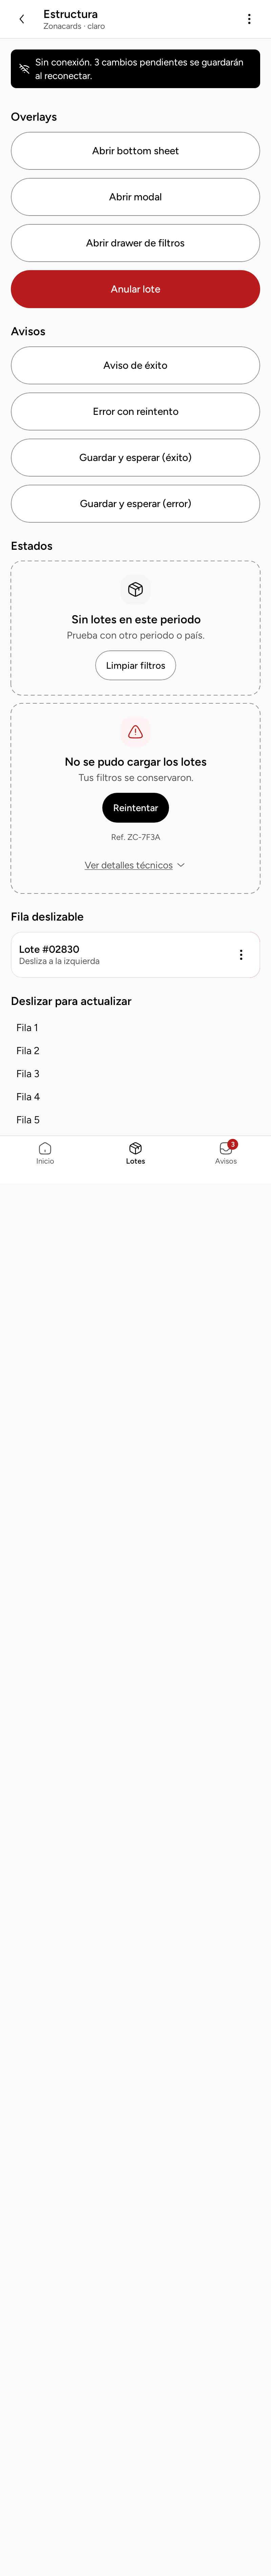 Estructura
Zonacards · claro
Sin conexión. 3 cambios pendientes se guardarán
al reconectar.
Overlays
Abrir bottom sheet
Abrir modal
Abrir drawer de filtros
Anular lote
Avisos
Aviso de éxito
Error con reintento
Guardar y esperar (éxito)
Guardar y esperar (error)
Estados
Sin lotes en este periodo
Prueba con otro periodo o país.
Limpiar filtros
No se pudo cargar los lotes
Tus filtros se conservaron.
Reintentar
Ref. ZC-7F3A
Ver detalles técnicos
Fila deslizable
Lote #02830
Desliza a la izquierda
Deslizar para actualizar
Fila 1
Fila 2
Fila 3
Fila 4
Fila 5
3
Inicio
Lotes
Avisos